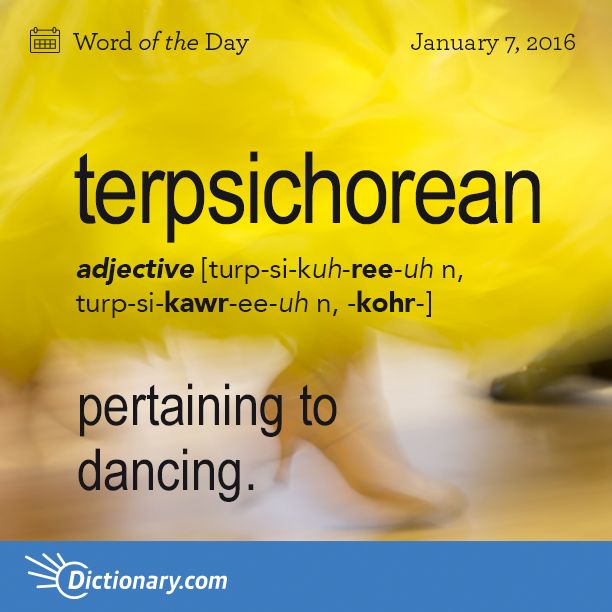 Word of the Day
January 7, 2016
terpsichorean
adjective [turp-si-kuh-ree-uh n,
turp-si-kawr-ee-uh n, -kohr-]
pertaining to
dancing.
Dictionary.com